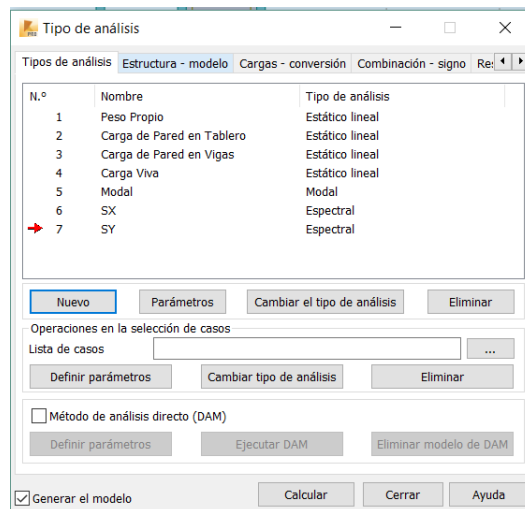 Tipo de análisis
Tipos de análisis Estructura - modelo Cargas - conversión Combinación - signo Re
N.º Nombre Tipo de análisis
1 Peso Propio Estático lineal
2 Carga de Pared en Tablero Estático lineal
3 Carga de Pared en Vigas Estático lineal
4 Carga Viva Estático lineal
5 Modal Modal
6 SX Espectral
7 SY Espectral
Nuevo Parámetros Cambiar el tipo de análisis Eliminar
Operaciones en la selección de casos
Lista de casos ...
Definir parámetros Cambiar tipo de análisis Eliminar
Método de análisis directo (DAM)
Definir parámetros Ejecutar DAM Eliminar modelo de DAM
Generar el modelo Calcular Cerrar Ayuda